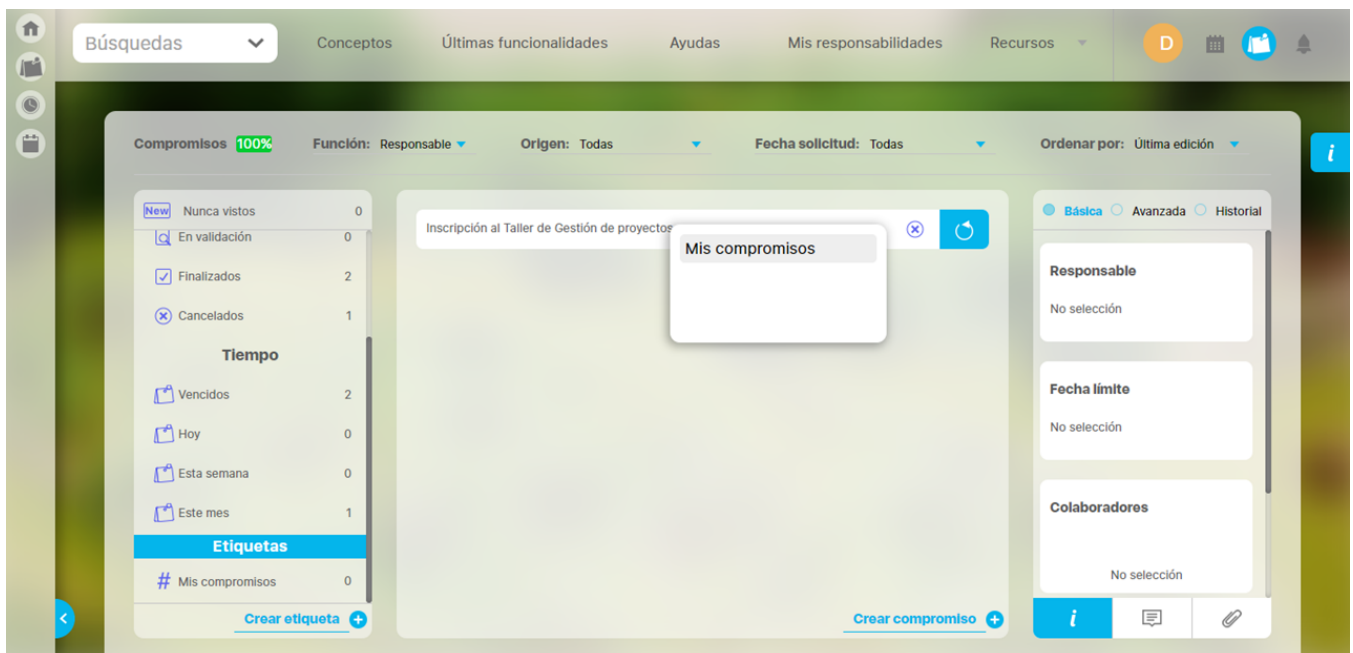 Búsquedas
Conceptos
Últimas funcionalidades
Ayudas
Mis responsabilidades
Recursos
D
Compromisos 100%
Función: Responsable
Origen: Todas
Fecha solicitud: Todas
Ordenar por: Última edición
i
New Nunca vistos 0
En validación 0
Finalizados 2
Cancelados 1
Tiempo
Vencidos 2
Hoy 0
Esta semana 0
Este mes 1
Etiquetas
# Mis compromisos 0
Crear etiqueta
Inscripción al Taller de Gestión de proyectos
Mis compromisos
Crear compromiso
Básica Avanzada Historial
Responsable
No selección
Fecha límite
No selección
Colaboradores
No selección
i